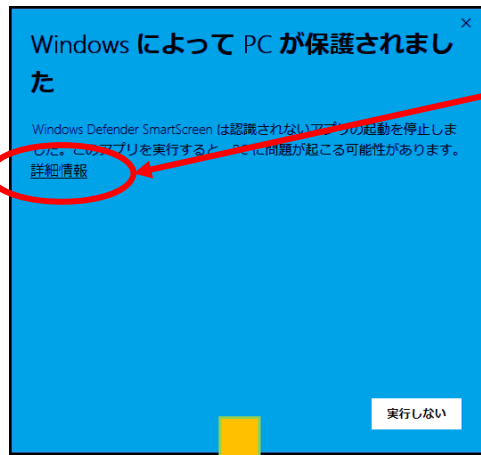 Windows によって PC が保護されまし
た
Windows Defender SmartScreen は認識されないアプリの起動を停止しま
した。このアプリを実行すると、PC に問題が起こる可能性があります。
詳細情報
実行しない